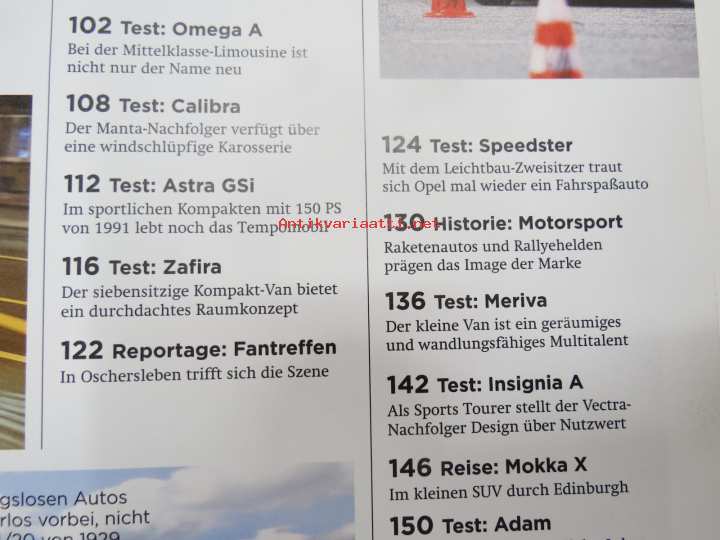 102 Test: Omega A
Bei der Mittelklasse-Limousine ist
nicht nur der Name neu
108 Test: Calibra
Der Manta-Nachfolger verfügt über
eine windschlüpfige Karosserie
112 Test: Astra GSi
Im sportlichen Kompakten mit 150 PS
von 1991 lebt noch das Tempomobil
116 Test: Zafira
Der siebensitzige Kompakt-Van bietet
ein durchdachtes Raumkonzept
122 Reportage: Fantreffen
In Oschersleben trifft sich die Szene
gslosen Autos
rlos vorbei, nicht
/20 von 1929
124 Test: Speedster
Mit dem Leichtbau-Zweisitzer traut
sich Opel mal wieder ein Fahrspaßauto
130 Historie: Motorsport
Raketenautos und Rallyehelden
prägen das Image der Marke
136 Test: Meriva
Der kleine Van ist ein geräumiges
und wandlungsfähiges Multitalent
142 Test: Insignia A
Als Sports Tourer stellt der Vectra-
Nachfolger Design über Nutzwert
146 Reise: Mokka X
Im kleinen SUV durch Edinburgh
150 Test: Adam
Antikvariaatti.net